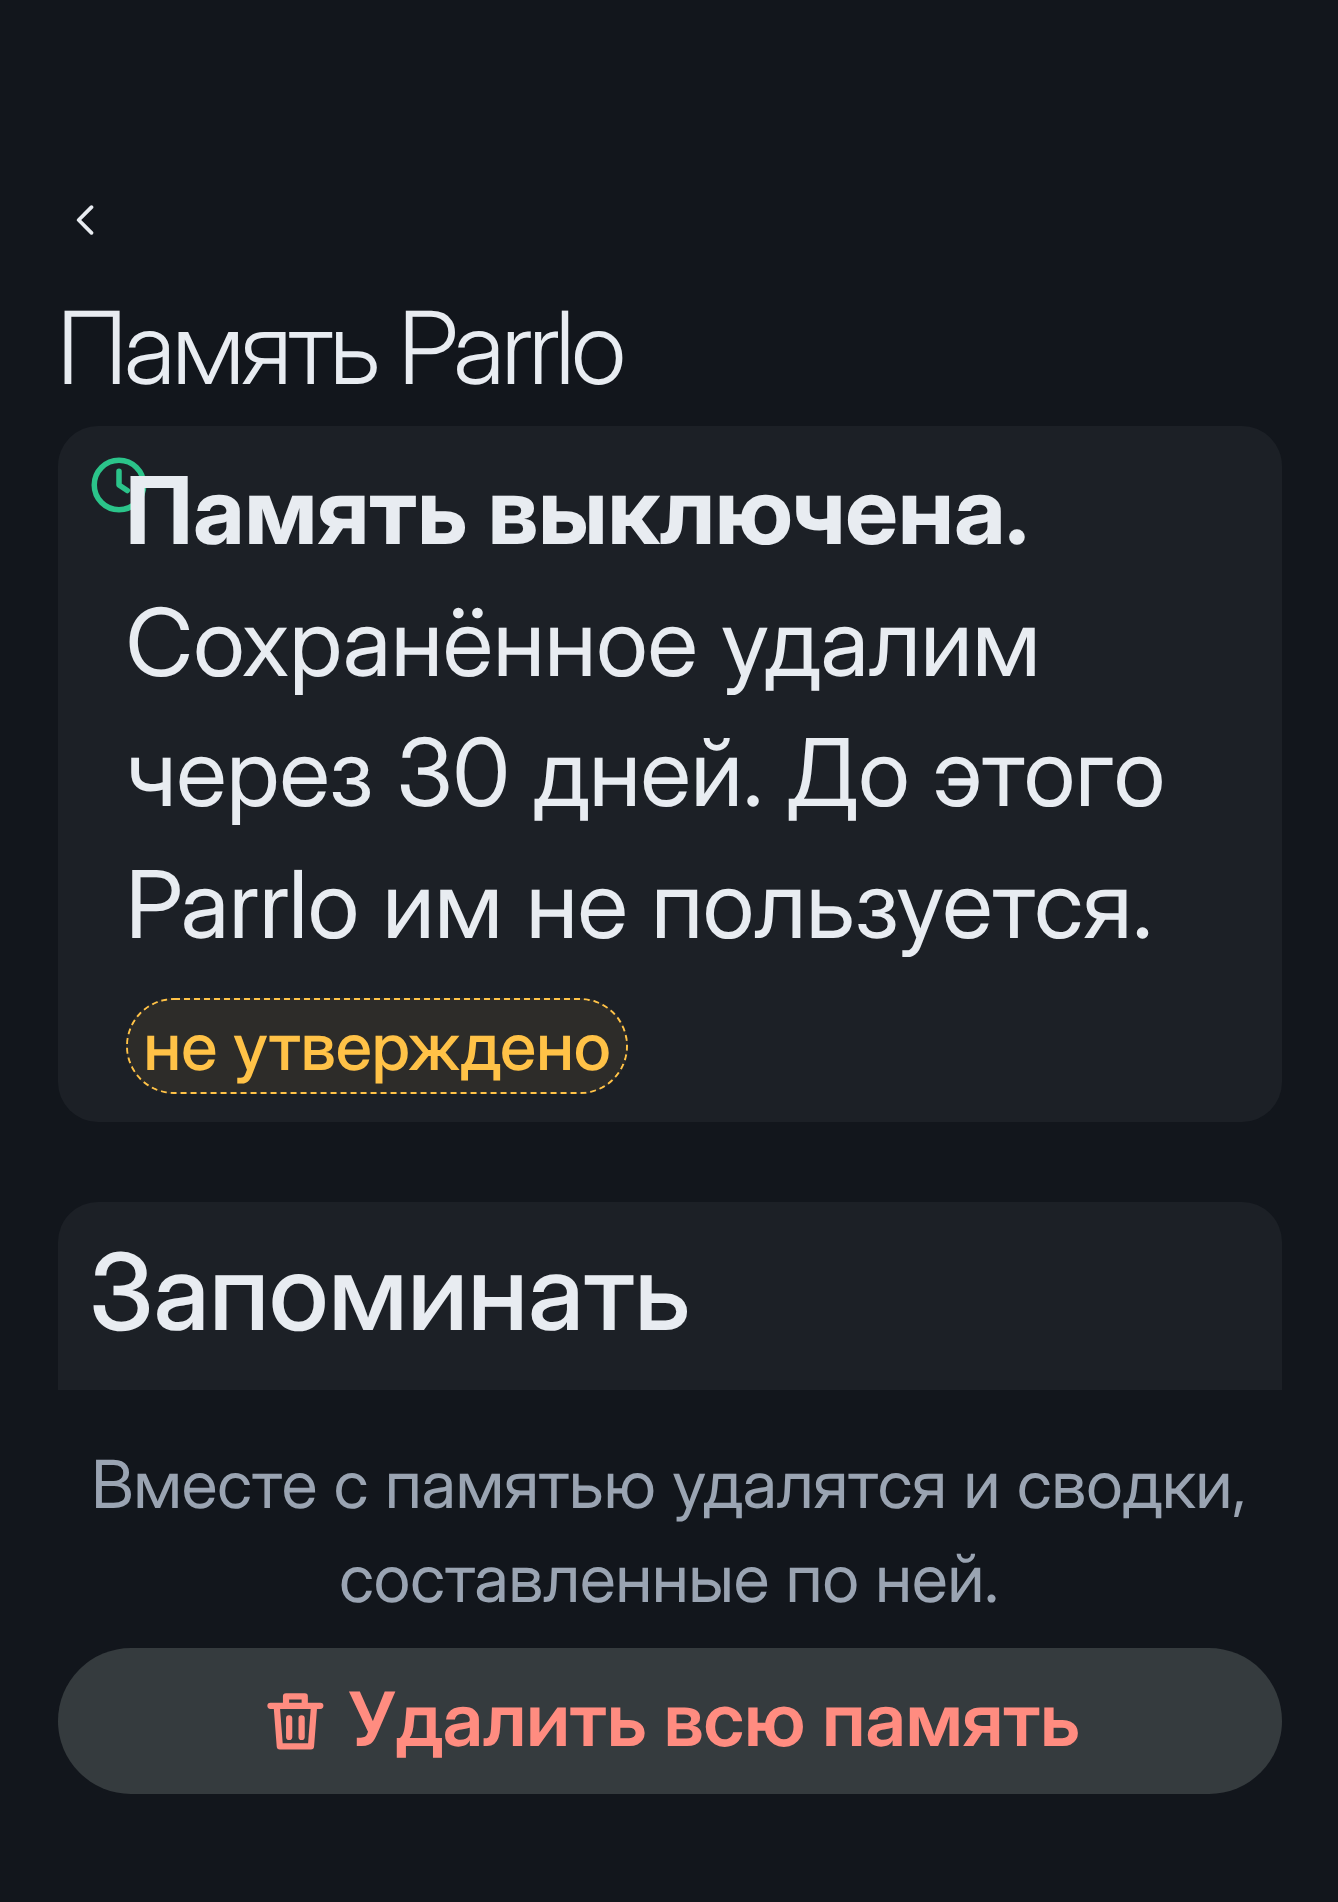 Память Parrlo
Память выключена.
Сохранённое удалим
через 30 дней. До этого
Parrlo им не пользуется.
не утверждено
Запоминать
Вместе с памятью удалятся и сводки,
составленные по ней.
Удалить всю память